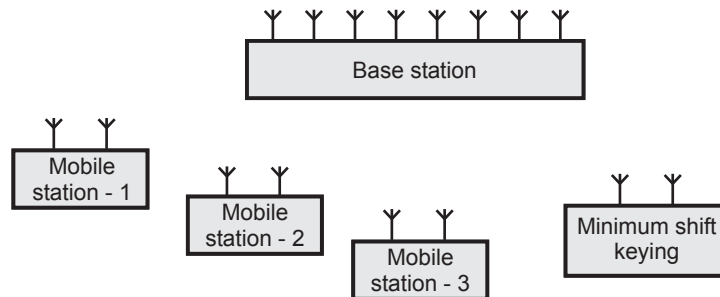 Base station
Mobile
station - 1
Mobile
station - 2
Mobile
station - 3
Minimum shift
keying